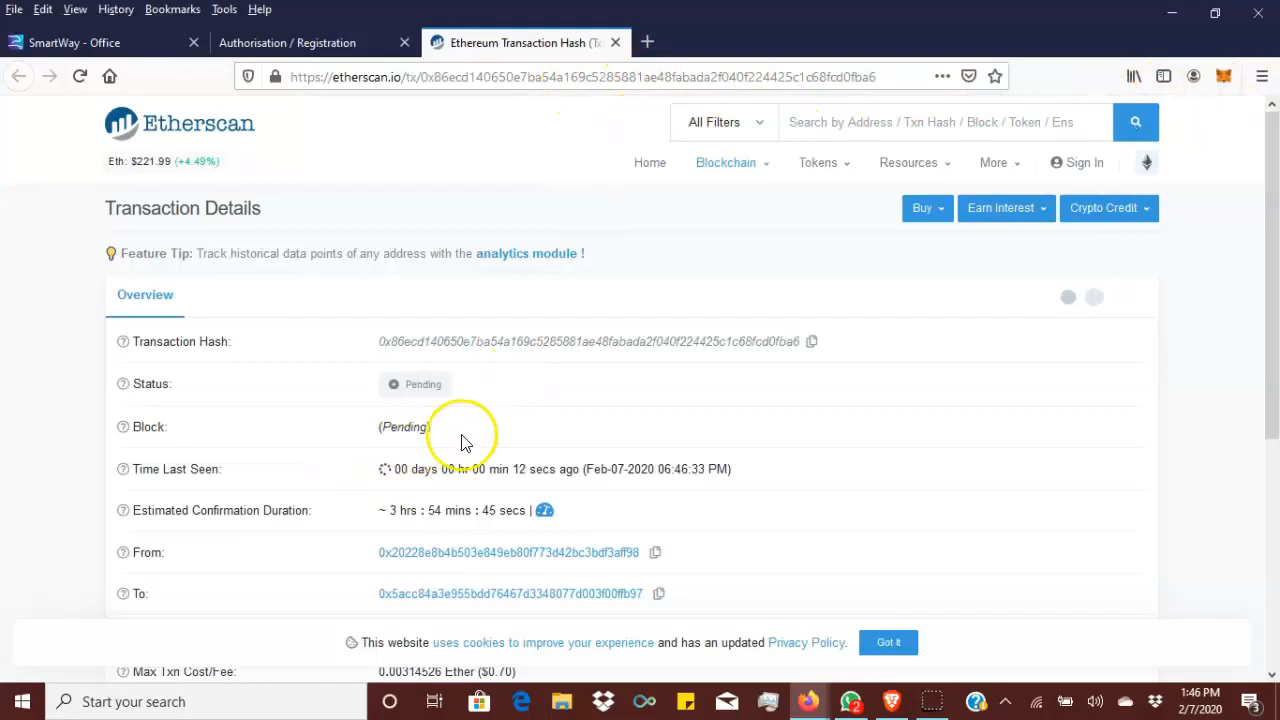 File Edit View History Bookmarks Tools Help
SmartWay - Office
Authorisation / Registration
Ethereum Transaction Hash (Tx
https://etherscan.io/tx/0x86ecd140650e7ba54a169c5285881ae48fabada2f040f224425c1c68fcd0fba6
Etherscan
All Filters
Search by Address / Txn Hash / Block / Token / Ens
Eth: $221.99 (+4.49%)
Home Blockchain Tokens Resources More Sign In
Transaction Details
Buy
Earn Interest
Crypto Credit
Feature Tip: Track historical data points of any address with the analytics module !
Overview
Transaction Hash: 0x86ecd140650e7ba54a169c5285881ae48fabada2f040f224425c1c68fcd0fba6
Status: Pending
Block: (Pending)
Time Last Seen: 00 days 00 hr 00 min 12 secs ago (Feb-07-2020 06:46:33 PM)
Estimated Confirmation Duration: ~ 3 hrs : 54 mins : 45 secs |
From: 0x20228e8b4b503e849eb80f773d42bc3bdf3aff98
To: 0x5acc84a3e955bdd76467d3348077d003f00ffb97
This website uses cookies to improve your experience and has an updated Privacy Policy.
Got It
Max Txn Cost/Fee: 0.00314526 Ether ($0.70)
Start your search
2
1:46 PM
2/7/2020
3